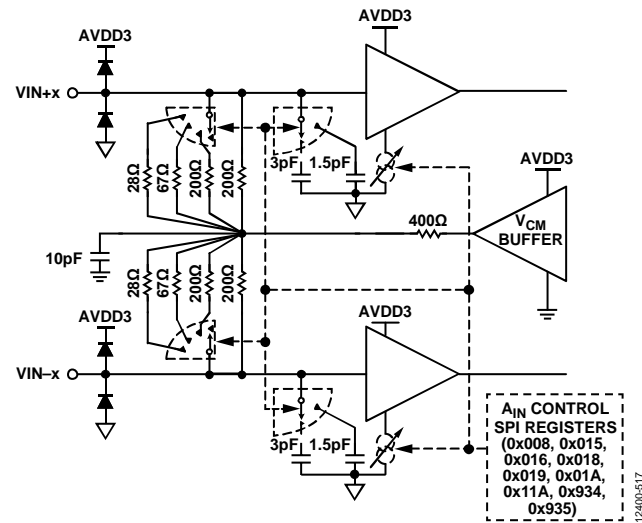 AVDD3
AVDD3
VIN+x
3pF
1.5pF
28Ω
67Ω
200Ω
200Ω
AVDD3
400Ω
VCM
BUFFER
10pF
28Ω
67Ω
200Ω
200Ω
AVDD3
AVDD3
VIN–x
3pF
1.5pF
AIN CONTROL
SPI REGISTERS
(0x008, 0x015,
0x016, 0x018,
0x019, 0x01A,
0x11A, 0x934,
0x935)
12400-517